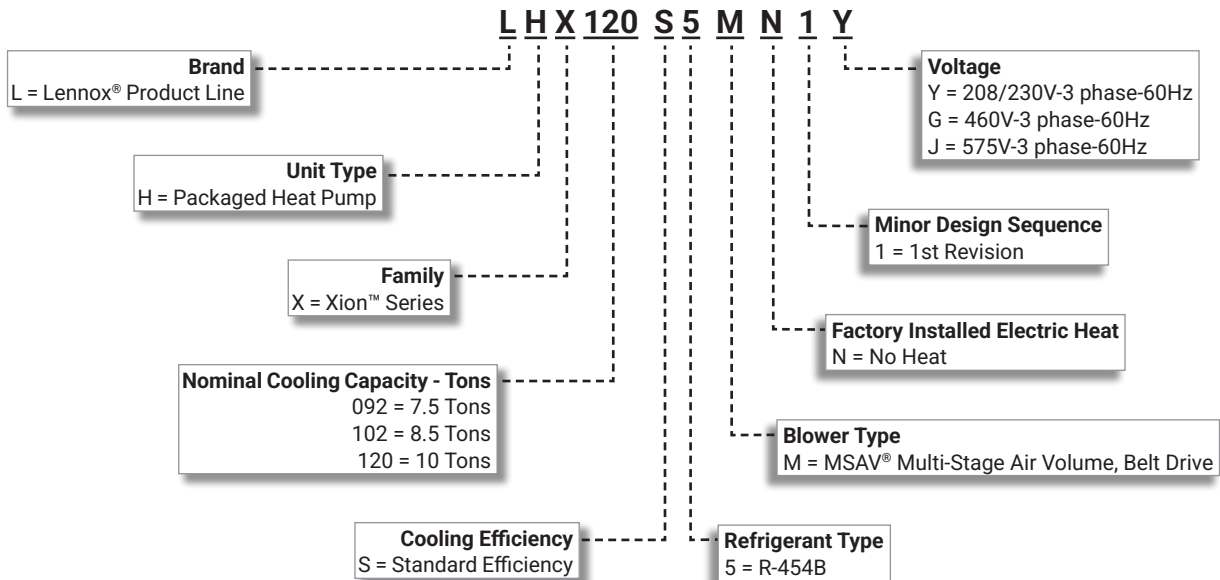 L H X 120 S 5 M N 1 Y
Brand
L = Lennox® Product Line
Voltage
Y = 208/230V-3 phase-60Hz
G = 460V-3 phase-60Hz
J = 575V-3 phase-60Hz
Unit Type
H = Packaged Heat Pump
Minor Design Sequence
1 = 1st Revision
Family
X = Xion™ Series
Factory Installed Electric Heat
N = No Heat
Nominal Cooling Capacity - Tons
092 = 7.5 Tons
102 = 8.5 Tons
120 = 10 Tons
Blower Type
M = MSAV® Multi-Stage Air Volume, Belt Drive
Cooling Efficiency
S = Standard Efficiency
Refrigerant Type
5 = R-454B